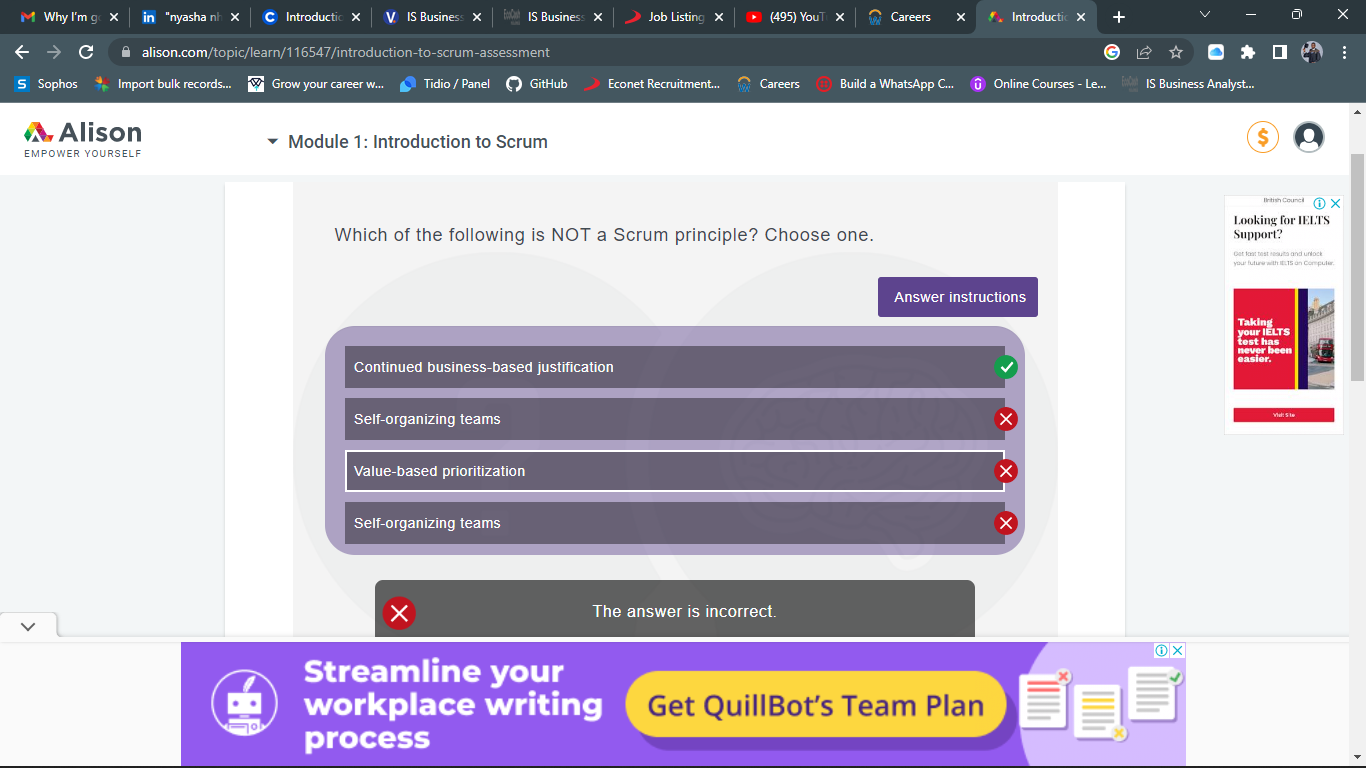 Why I'm g
"nyasha nh
Introductio
IS Business
IS Business
Job Listing
(495) YouT
Careers
Introductio
alison.com/topic/learn/116547/introduction-to-scrum-assessment
Sophos
Import bulk records...
Grow your career w...
Tidio / Panel
GitHub
Econet Recruitment...
Careers
Build a WhatsApp C...
Online Courses - Le...
IS Business Analyst...
Alison
EMPOWER YOURSELF
Module 1: Introduction to Scrum
$
Which of the following is NOT a Scrum principle? Choose one.
Answer instructions
Continued business-based justification
Self-organizing teams
Value-based prioritization
Self-organizing teams
The answer is incorrect.
British Council
Looking for IELTS
Support?
Get fast test results and unlock
your future with IELTS on Computer.
Taking
your IELTS
test has
never been
easier.
Visit Site
Streamline your
workplace writing
process
Get QuillBot's Team Plan